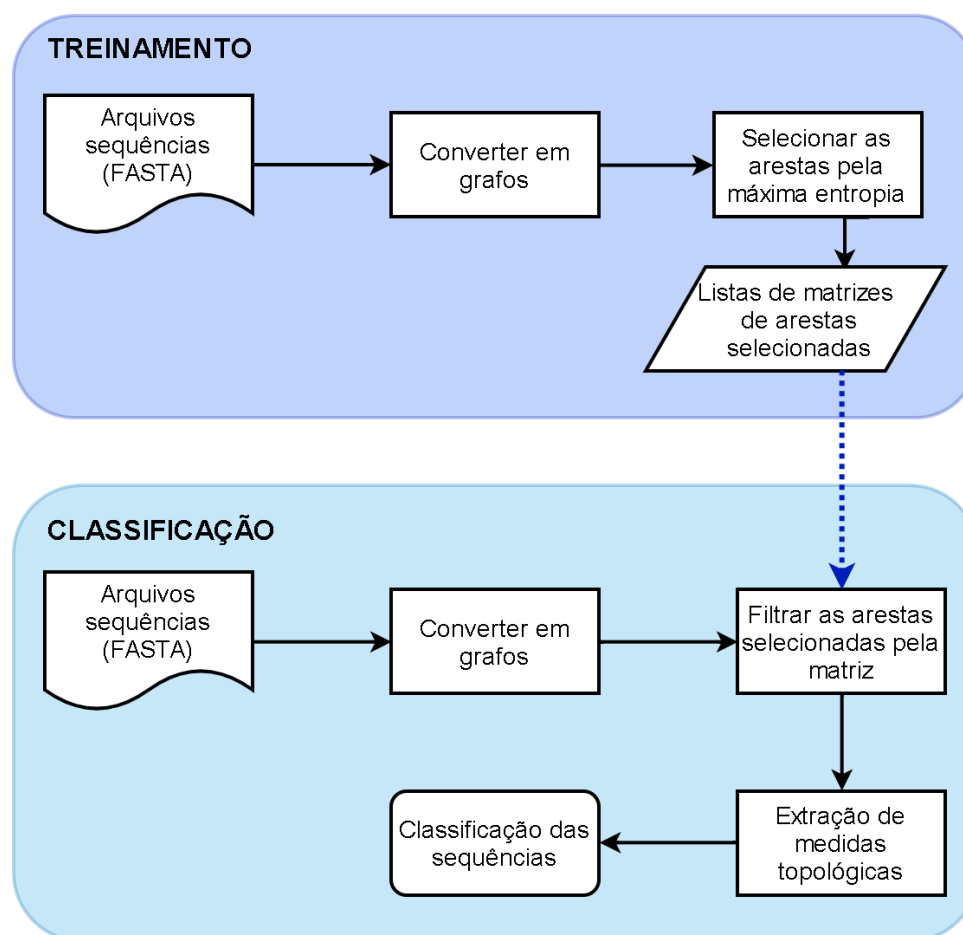 TREINAMENTO
Arquivos
sequências
(FASTA)
Converter em
grafos
Selecionar as
arestas pela
máxima entropia
Listas de matrizes
de arestas
selecionadas
CLASSIFICAÇÃO
Arquivos
sequências
(FASTA)
Converter em
grafos
Filtrar as arestas
selecionadas pela
matriz
Extração de
medidas
topológicas
Classificação das
sequências